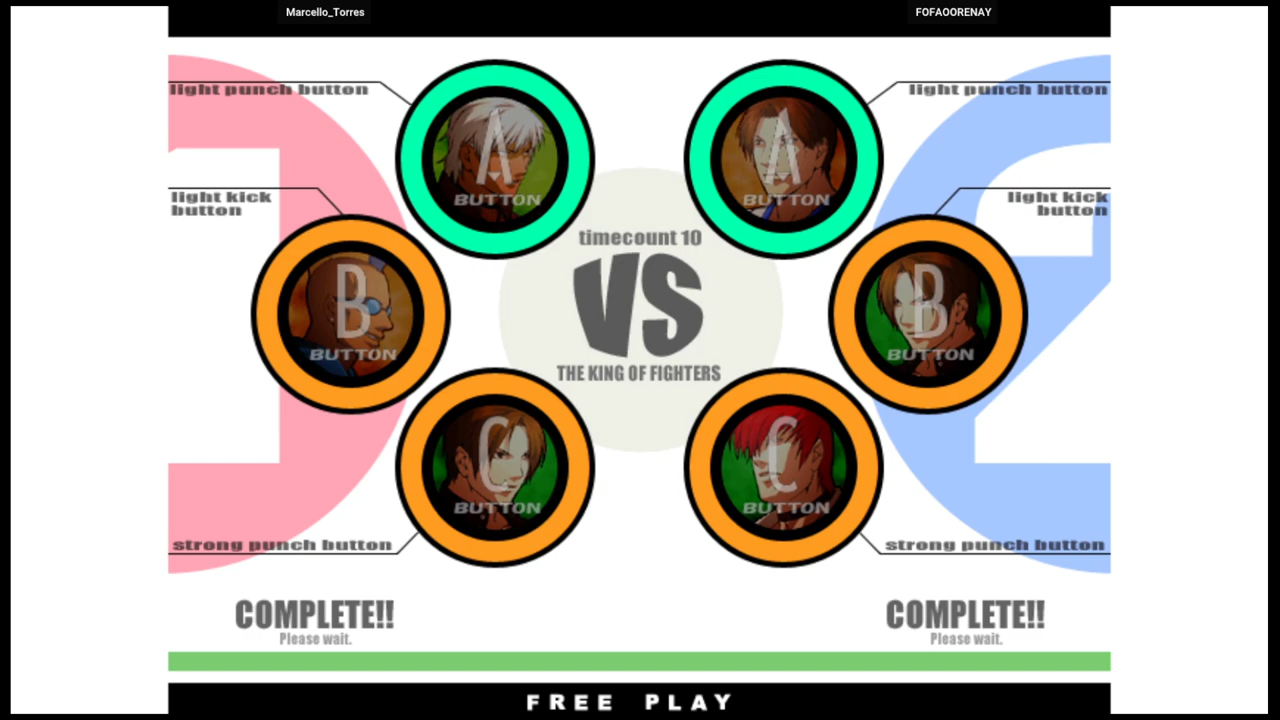 Marcello_Torres
FOFAOORENAY
light punch button
light punch button
A
BUTTON
A
BUTTON
light kick
button
light kick
button
timecount 10
VS
THE KING OF FIGHTERS
B
BUTTON
B
BUTTON
C
BUTTON
C
BUTTON
strong punch button
strong punch button
COMPLETE!!
Please wait.
COMPLETE!!
Please wait.
FREE PLAY